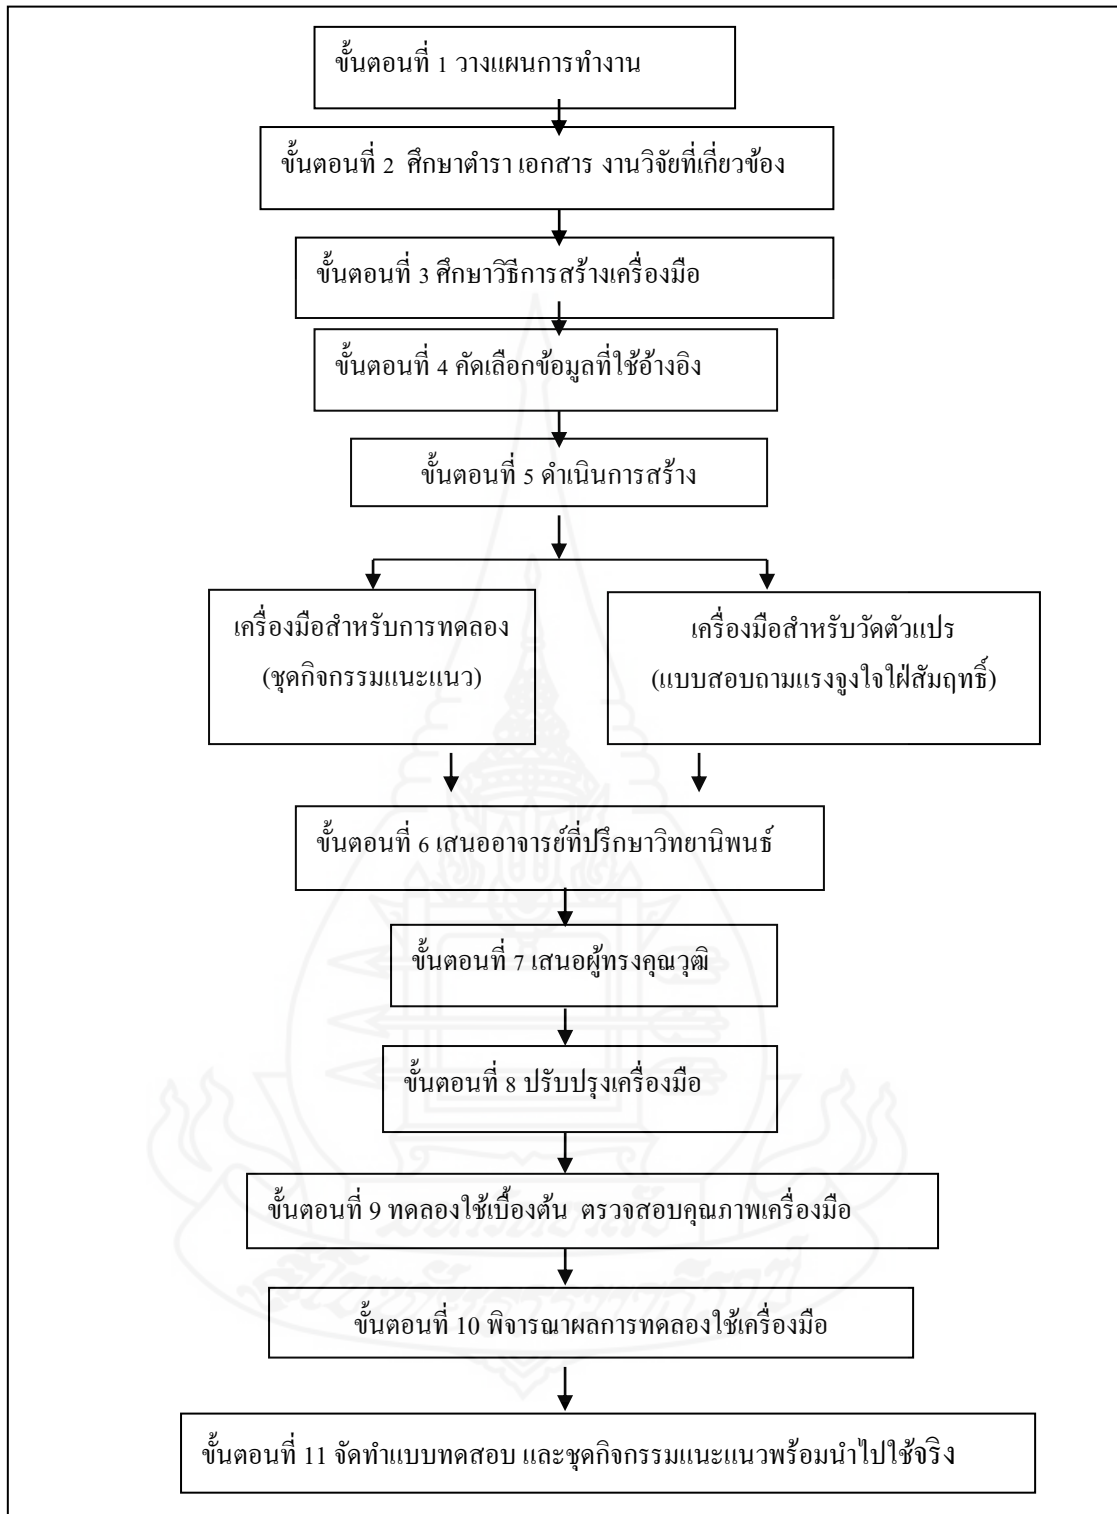 ขั้นตอนที่ 1 วางแผนการทำงาน
ขั้นตอนที่ 2 ศึกษาตำรา เอกสาร งานวิจัยที่เกี่ยวข้อง
ขั้นตอนที่ 3 ศึกษาวิธีการสร้างเครื่องมือ
ขั้นตอนที่ 4 คัดเลือกข้อมูลที่ใช้อ้างอิง
ขั้นตอนที่ 5 ดำเนินการสร้าง
เครื่องมือสำหรับการทดลอง
(ชุดกิจกรรมแนะแนว)
เครื่องมือสำหรับวัดตัวแปร
(แบบสอบถามแรงจูงใจใฝ่สัมฤทธิ์)
ขั้นตอนที่ 6 เสนออาจารย์ที่ปรึกษาวิทยานิพนธ์
ขั้นตอนที่ 7 เสนอผู้ทรงคุณวุฒิ
ขั้นตอนที่ 8 ปรับปรุงเครื่องมือ
ขั้นตอนที่ 9 ทดลองใช้เบื้องต้น ตรวจสอบคุณภาพเครื่องมือ
ขั้นตอนที่ 10 พิจารณาผลการทดลองใช้เครื่องมือ
ขั้นตอนที่ 11 จัดทำแบบทดสอบ และชุดกิจกรรมแนะแนวพร้อมนำไปใช้จริง